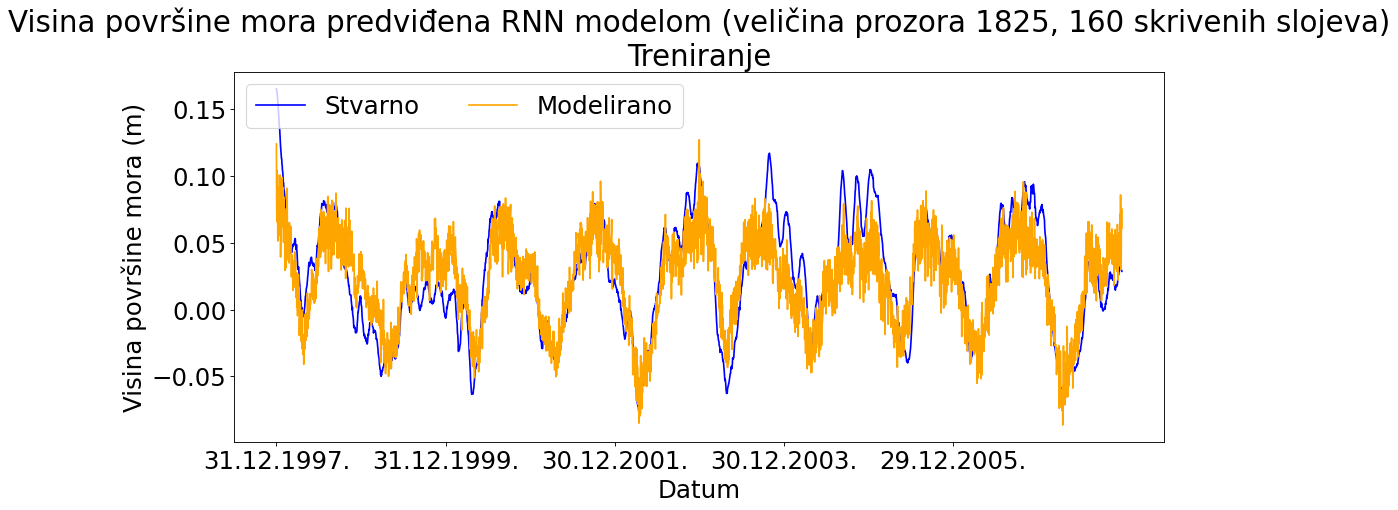 Visina površine mora predviđena RNN modelom (veličina prozora 1825, 160 skrivenih slojeva)
Treniranje
Stvarno Modelirano
Visina površine mora (m)
0.15
0.10
0.05
0.00
−0.05
31.12.1997. 31.12.1999. 30.12.2001. 30.12.2003. 29.12.2005.
Datum